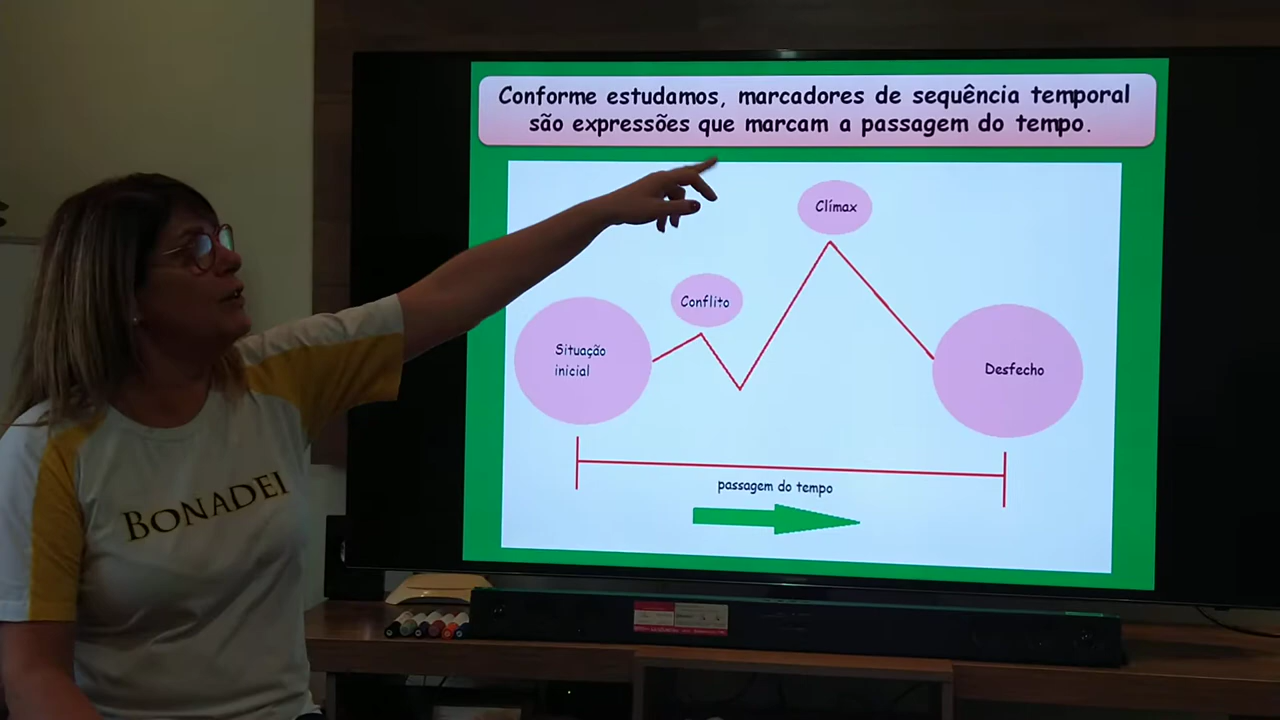 Conforme estudamos, marcadores de sequência temporal
são expressões que marcam a passagem do tempo.
Clímax
Conflito
Situação
inicial
Desfecho
passagem do tempo
BONADEI